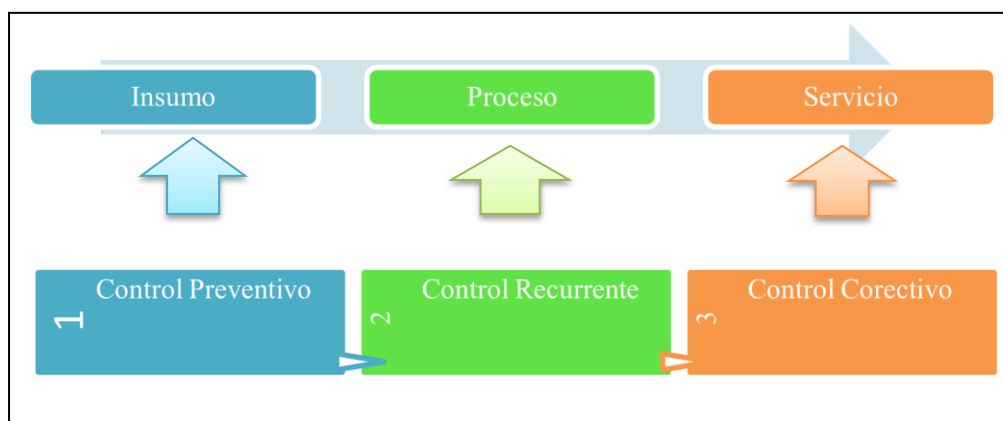 Insumo
Proceso
Servicio
1
Control Preventivo
2
Control Recurrente
3
Control Corectivo